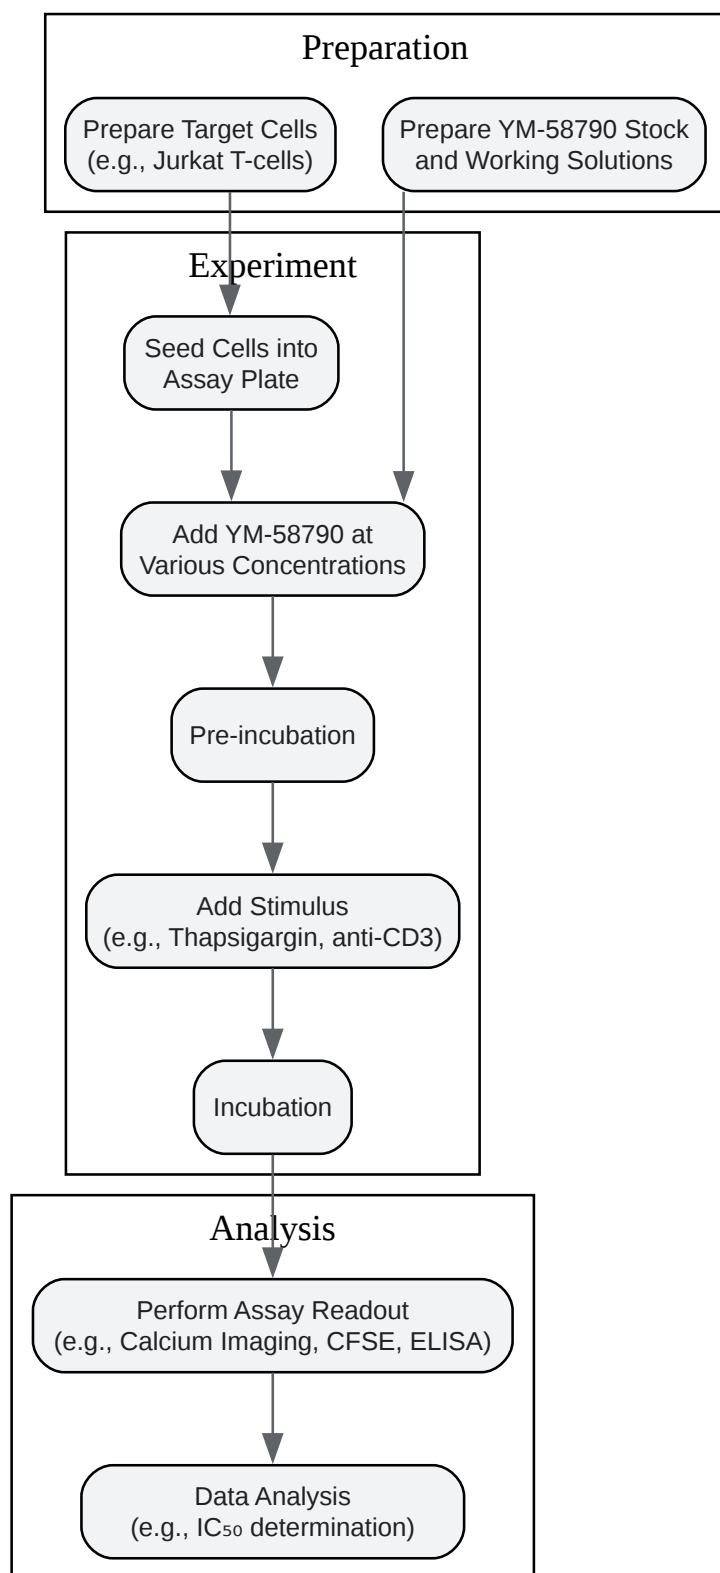 Preparation
Prepare Target Cells
(e.g., Jurkat T-cells)
Prepare YM-58790 Stock
and Working Solutions
Experiment
Seed Cells into
Assay Plate
Add YM-58790 at
Various Concentrations
Pre-incubation
Add Stimulus
(e.g., Thapsigargin, anti-CD3)
Incubation
Analysis
Perform Assay Readout
(e.g., Calcium Imaging, CFSE, ELISA)
Data Analysis
(e.g., IC₅₀ determination)